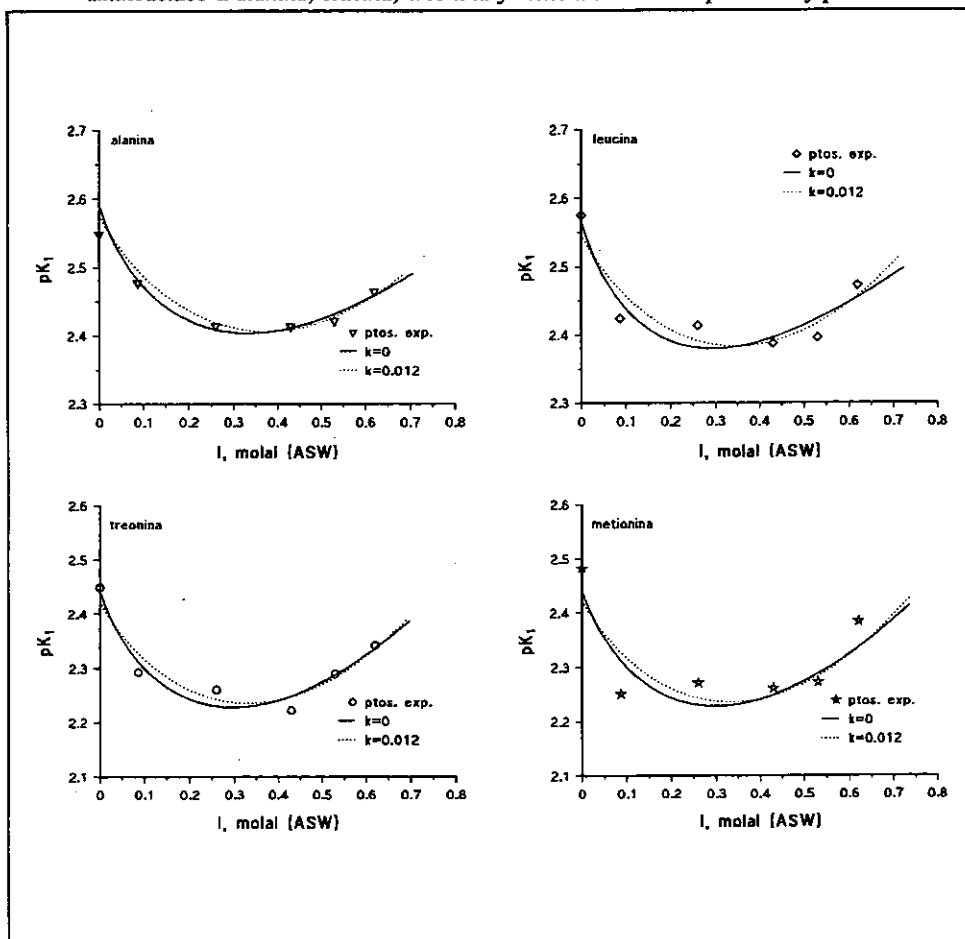 2.7
2.6
2.5
2.4
2.3
pK1
alanina
▽ ptos. exp.
— k=0
······ k=0.012
0 0.1 0.2 0.3 0.4 0.5 0.6 0.7 0.8
I, molal (ASW)
2.7
2.6
2.5
2.4
2.3
pK1
leucina
◇ ptos. exp.
— k=0
······ k=0.012
0 0.1 0.2 0.3 0.4 0.5 0.6 0.7 0.8
I, molal (ASW)
2.6
2.5
2.4
2.3
2.2
2.1
pK1
treonina
○ ptos. exp.
— k=0
······ k=0.012
0 0.1 0.2 0.3 0.4 0.5 0.6 0.7 0.8
I, molal (ASW)
2.6
2.5
2.4
2.3
2.2
2.1
pK1
metionina
★ ptos. exp.
— k=0
······ k=0.012
0 0.1 0.2 0.3 0.4 0.5 0.6 0.7 0.8
I, molal (ASW)